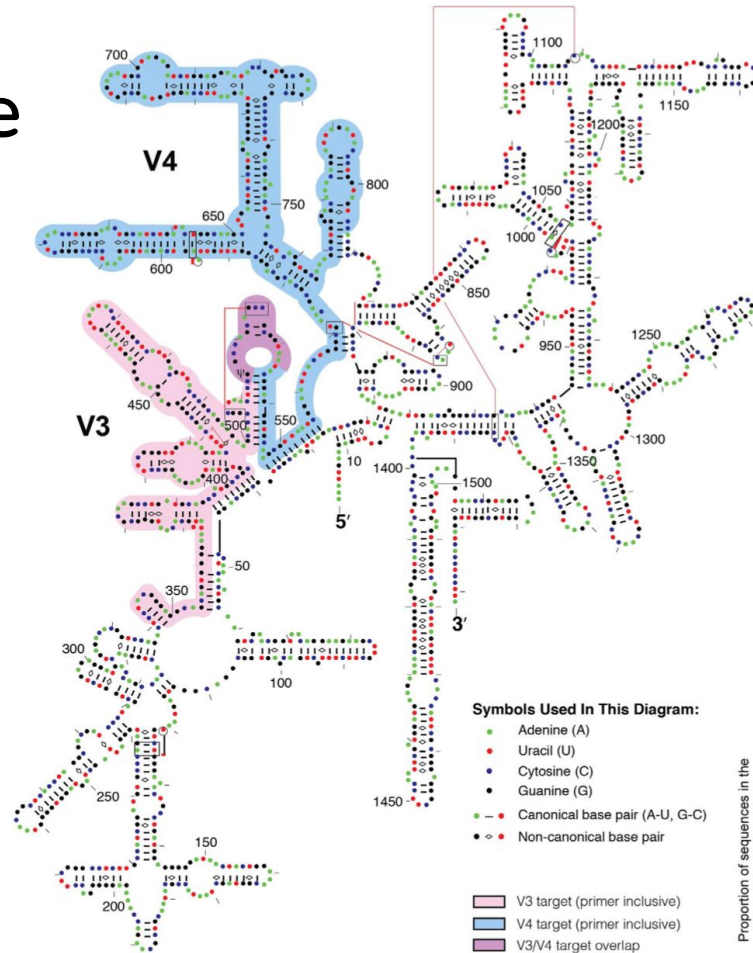 e
700
V4
1100
1150
1200
800
750
650
1050
1000
600
850
1250
950
450
V3
500
550
900
400
10
1400
1500
1350
1300
5′
50
350
3′
300
100
Symbols Used In This Diagram:
Adenine (A)
Uracil (U)
Cytosine (C)
Guanine (G)
Canonical base pair (A-U, G-C)
Non-canonical base pair
250
1450
150
200
V3 target (primer inclusive)
V4 target (primer inclusive)
V3/V4 target overlap
Proportion of sequences in the
Ψ